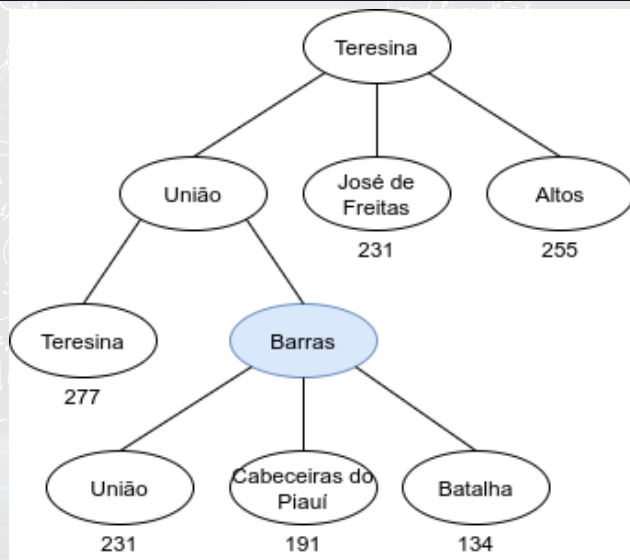 Teresina
União
José de
Freitas
Altos
231
255
Teresina
Barras
277
União
Cabeceiras do
Piauí
Batalha
231
191
134